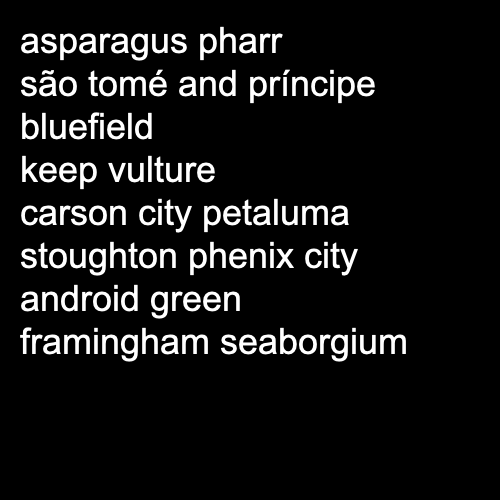 asparagus pharr
são tomé and príncipe
bluefield
keep vulture
carson city petaluma
stoughton phenix city
android green
framingham seaborgium